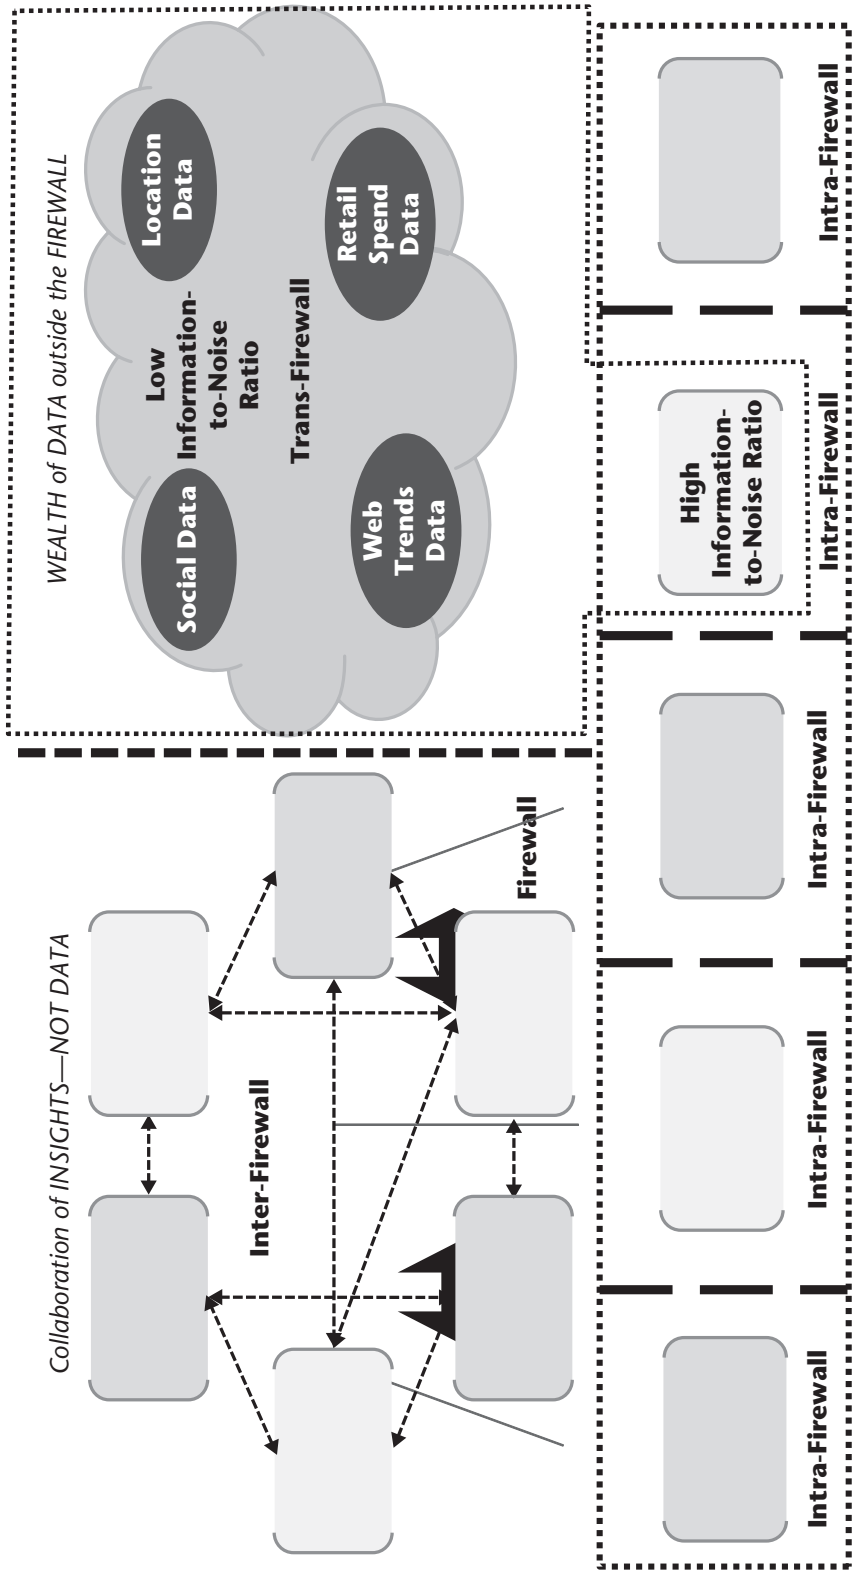 Collaboration of INSIGHTS—NOT DATA
WEALTH of DATA outside the FIREWALL
Inter-Firewall
Firewall
Social Data
Low
Information-
to-Noise
Ratio
Trans-Firewall
Location
Data
Web
Trends
Data
Retail
Spend
Data
High
Information-
to-Noise Ratio
Intra-Firewall
Intra-Firewall
Intra-Firewall
Intra-Firewall
Intra-Firewall